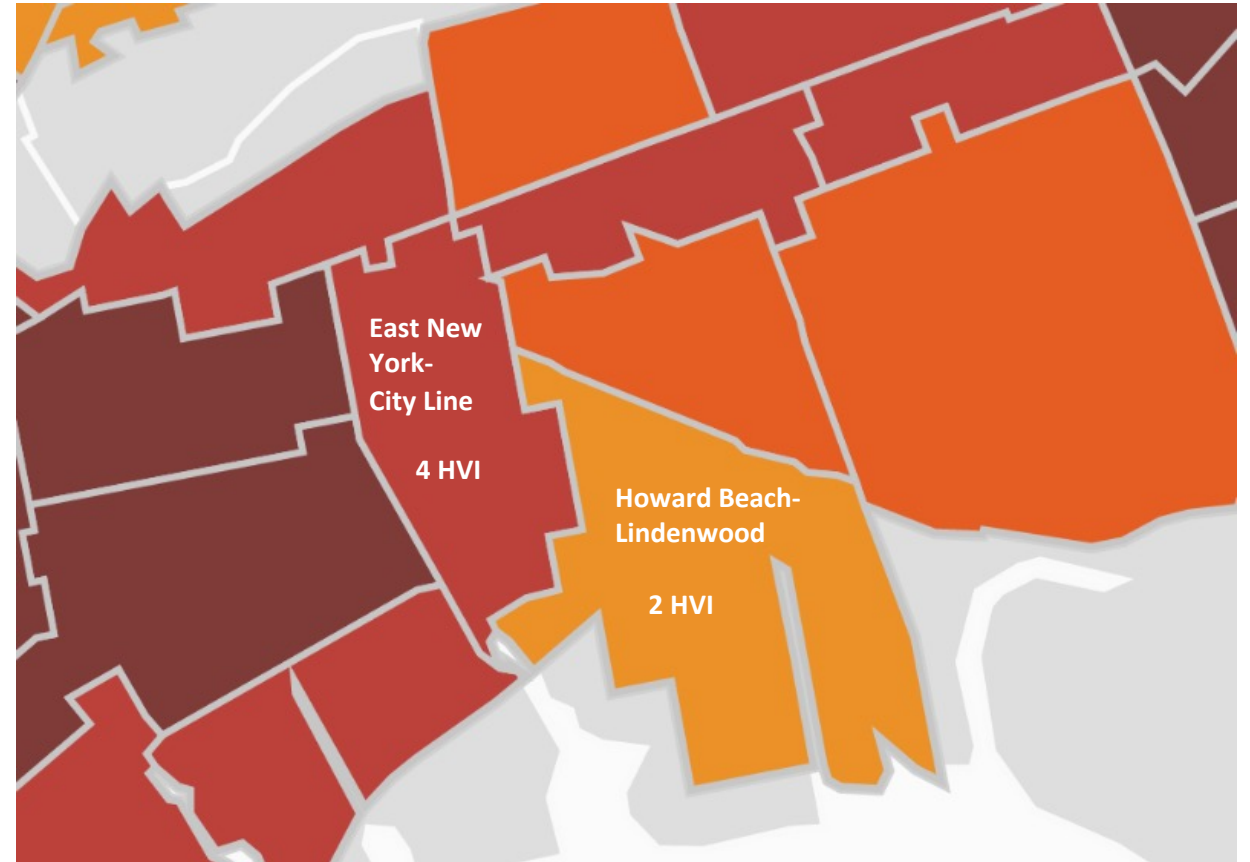 East New
York-
City Line
4 HVI
Howard Beach-
Lindenwood
2 HVI